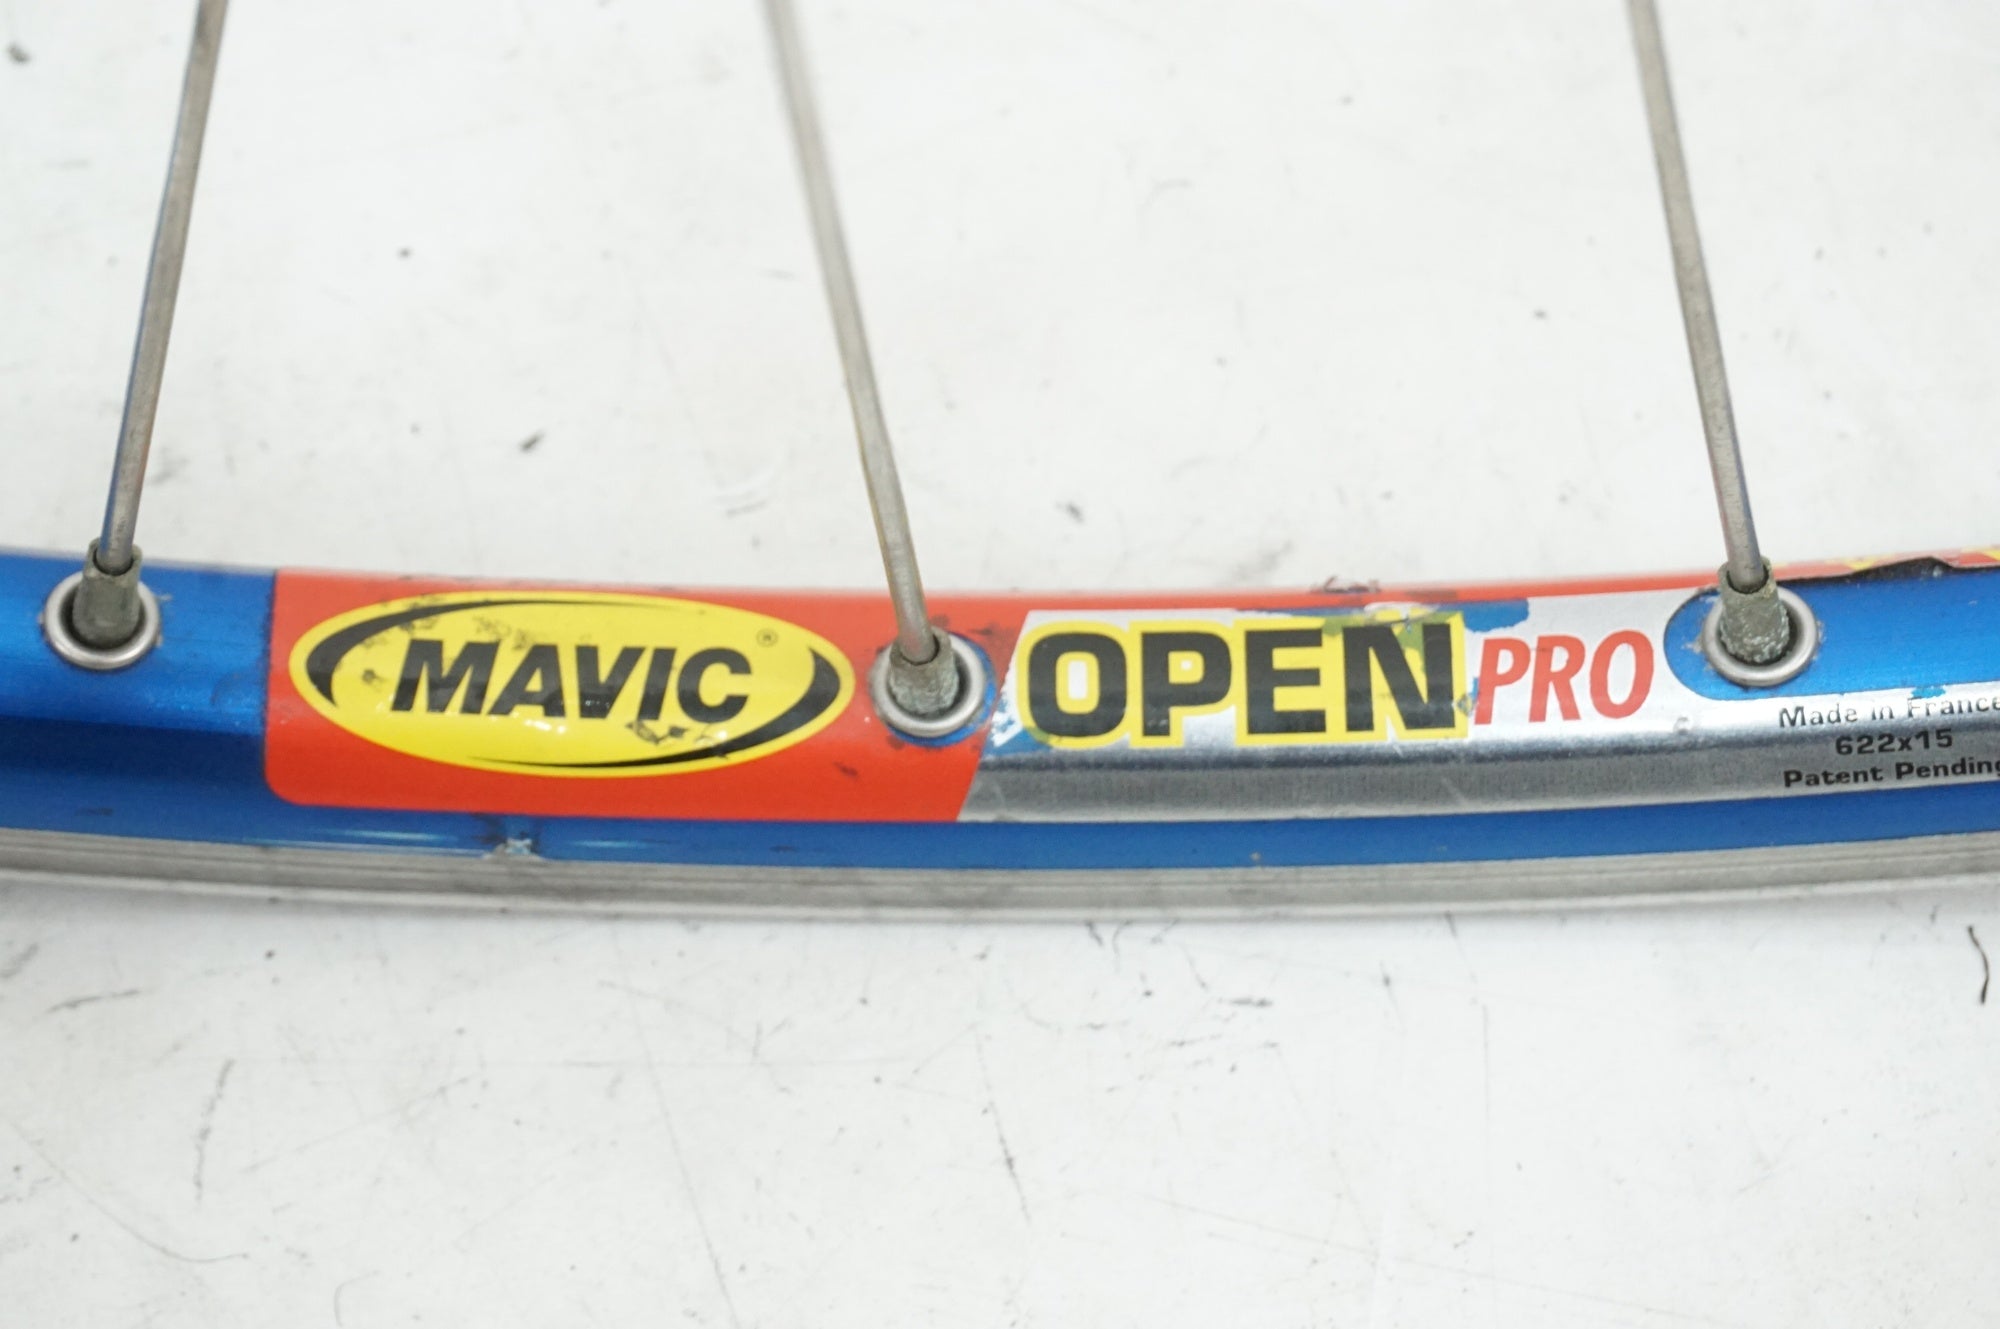 MAVIC ®
OPEN PRO
Made in France
622x15
Patent Pending